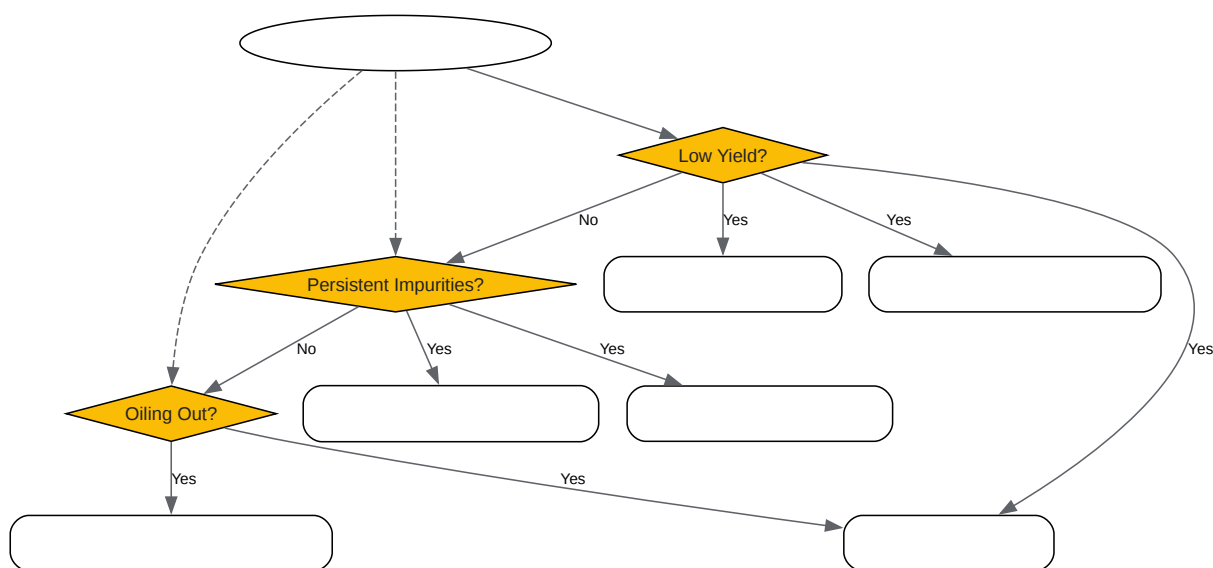 Low Yield?
No
Yes
Yes
Persistent Impurities?
No
Yes
Yes
Yes
Oiling Out?
Yes
Yes